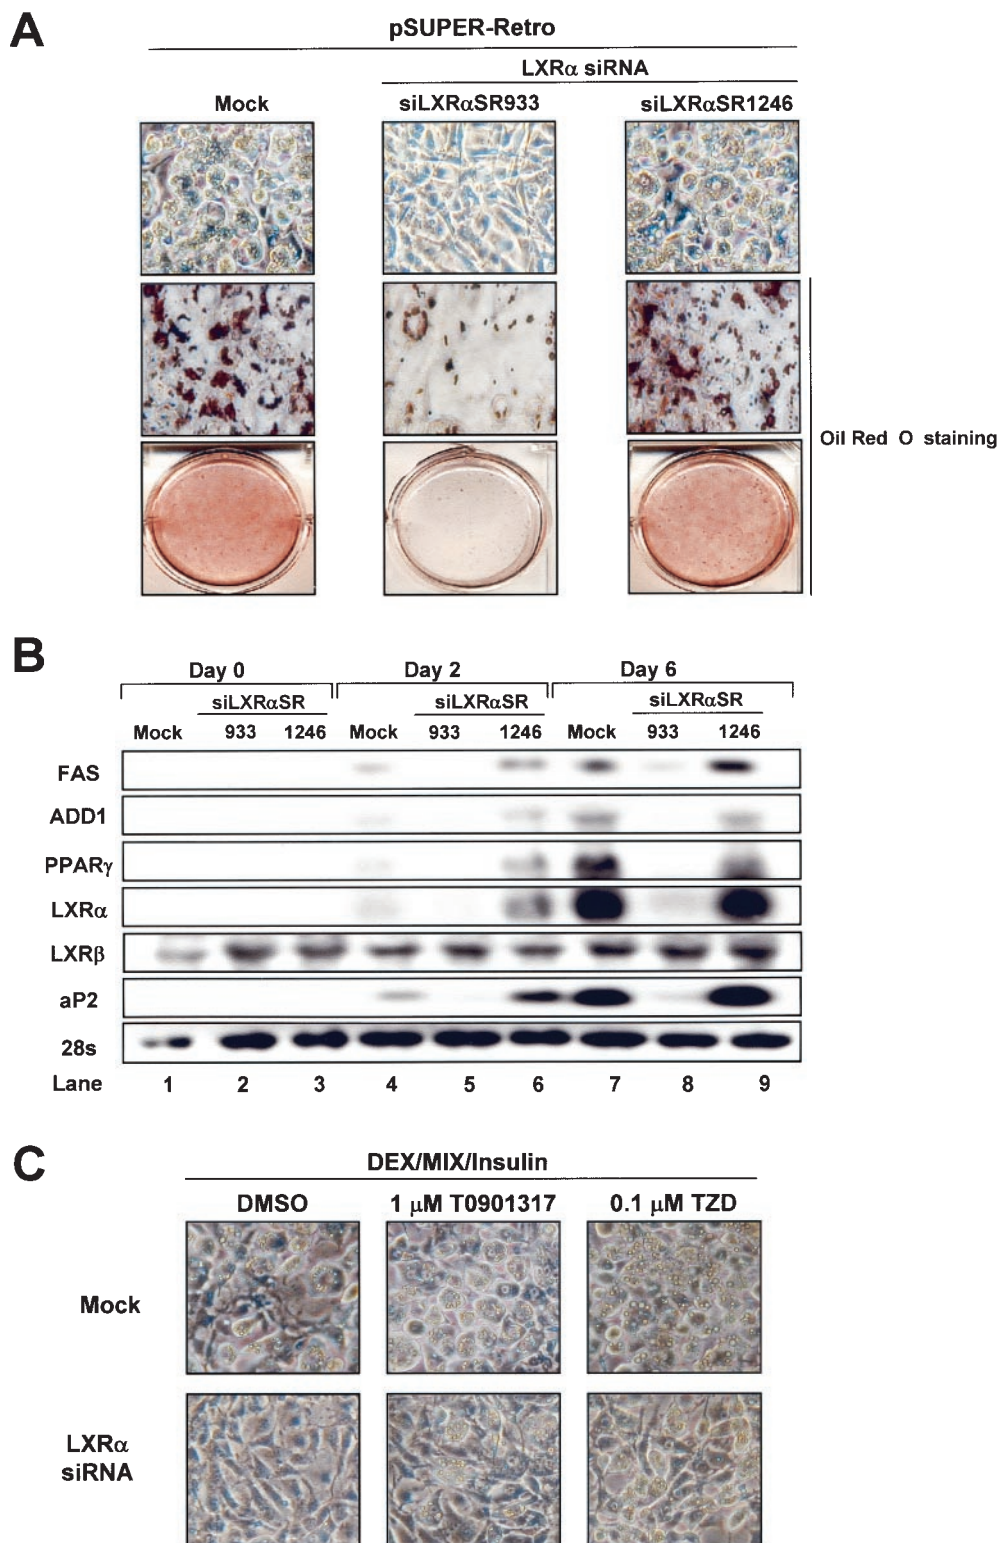 A
pSUPER-Retro
LXRα siRNA
Mock siLXRαSR933 siLXRαSR1246
Oil Red O staining
B
Day 0 Day 2 Day 6
siLXRαSR siLXRαSR siLXRαSR
Mock 933 1246 Mock 933 1246 Mock 933 1246
FAS
ADD1
PPARγ
LXRα
LXRβ
aP2
28s
Lane 1 2 3 4 5 6 7 8 9
C
DEX/MIX/Insulin
DMSO 1 μM T0901317 0.1 μM TZD
Mock
LXRα
siRNA